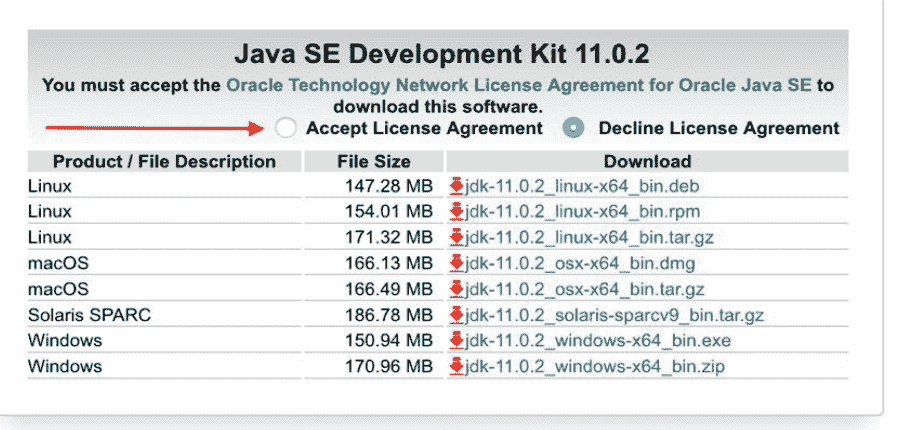 Java SE Development Kit 11.0.2
You must accept the Oracle Technology Network License Agreement for Oracle Java SE to
download this software.
Accept License Agreement Decline License Agreement
Product / File Description File Size Download
Linux 147.28 MB jdk-11.0.2_linux-x64_bin.deb
Linux 154.01 MB jdk-11.0.2_linux-x64_bin.rpm
Linux 171.32 MB jdk-11.0.2_linux-x64_bin.tar.gz
macOS 166.13 MB jdk-11.0.2_osx-x64_bin.dmg
macOS 166.49 MB jdk-11.0.2_osx-x64_bin.tar.gz
Solaris SPARC 186.78 MB jdk-11.0.2_solaris-sparcv9_bin.tar.gz
Windows 150.94 MB jdk-11.0.2_windows-x64_bin.exe
Windows 170.96 MB jdk-11.0.2_windows-x64_bin.zip